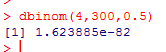 > dbinom(4,300,0.5)
[1] 1.623885e-82
>